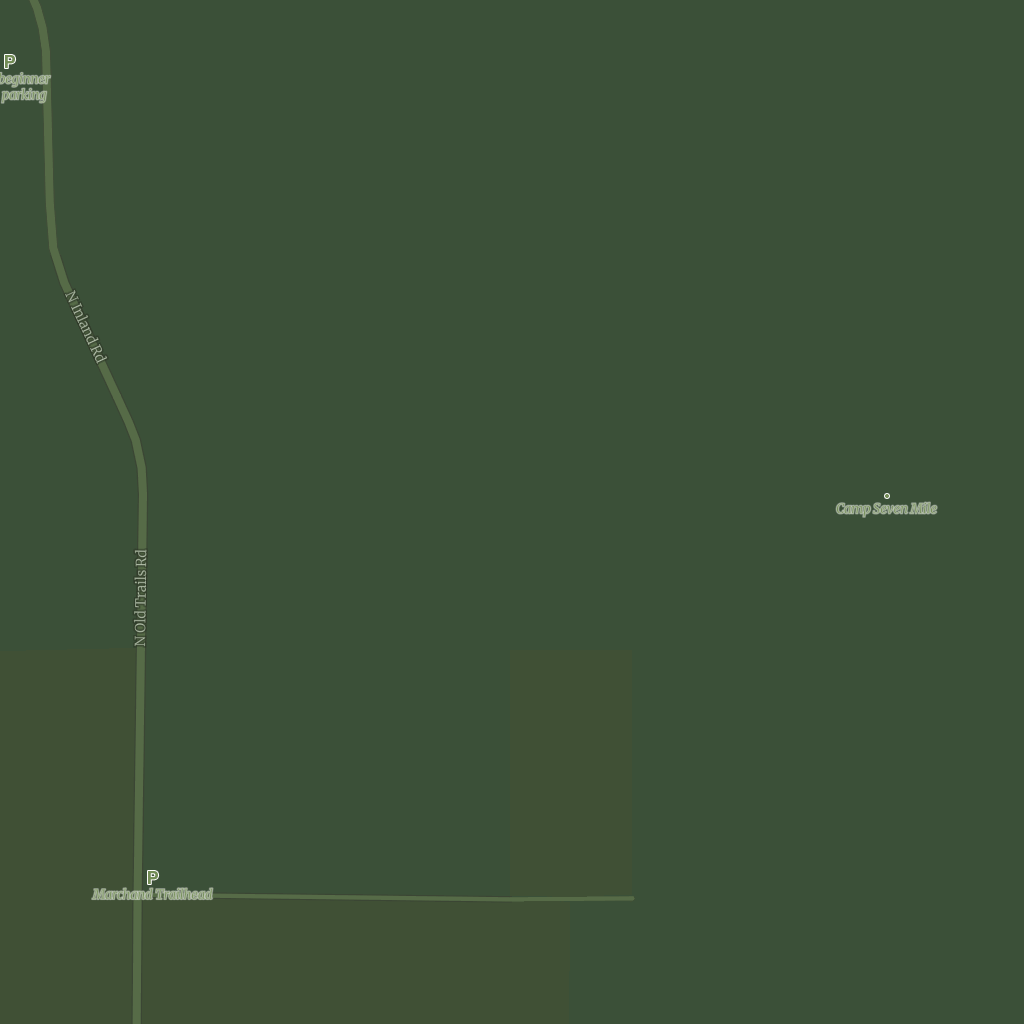 P
beginner
parking
N Inland Rd
Camp Seven Mile
N Old Trails Rd
P
Marchand Trailhead